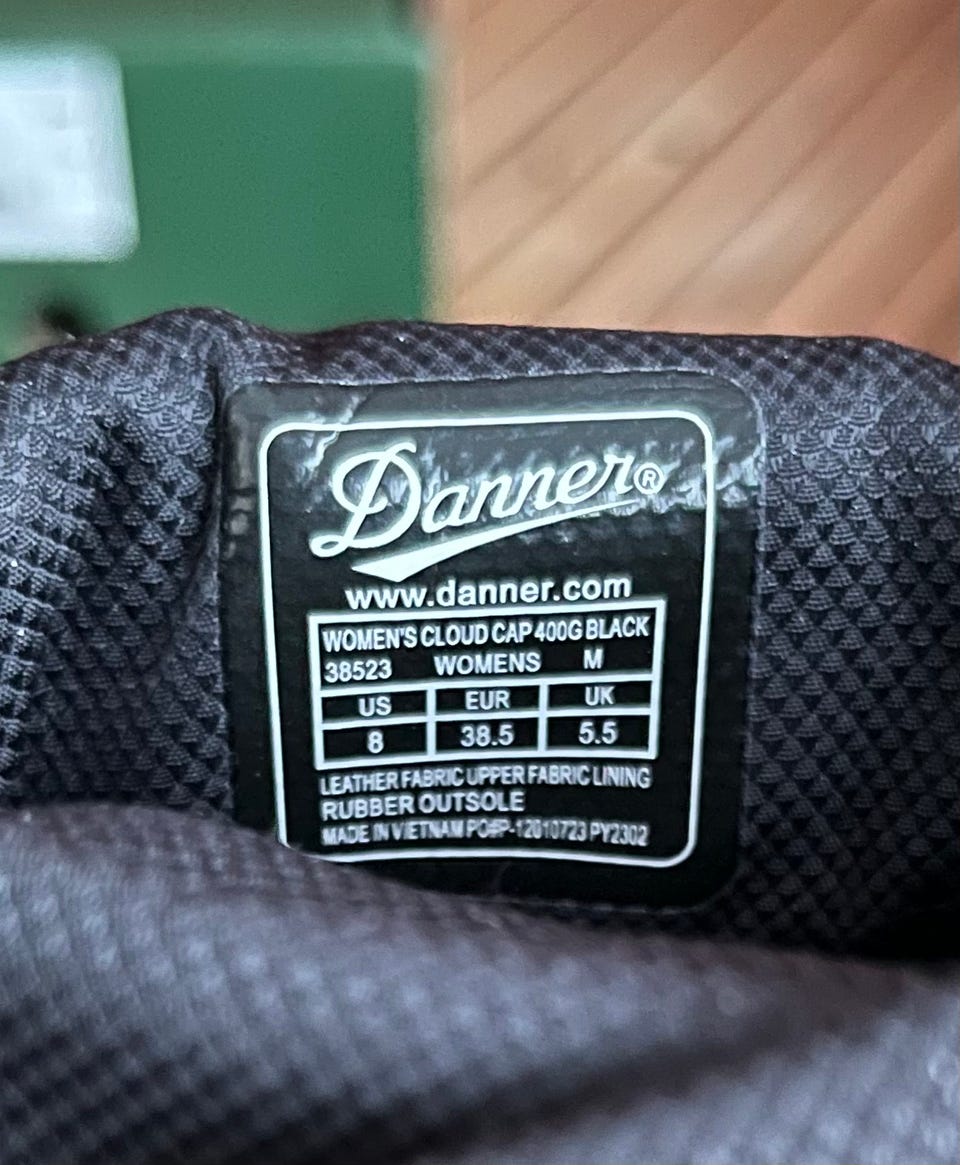 Danner®
www.danner.com
WOMEN'S CLOUD CAP 400G BLACK
38523 WOMENS M
US EUR UK
8 38.5 5.5
LEATHER FABRIC UPPER FABRIC LINING
RUBBER OUTSOLE
MADE IN VIETNAM PO#P-12010723 PY2302